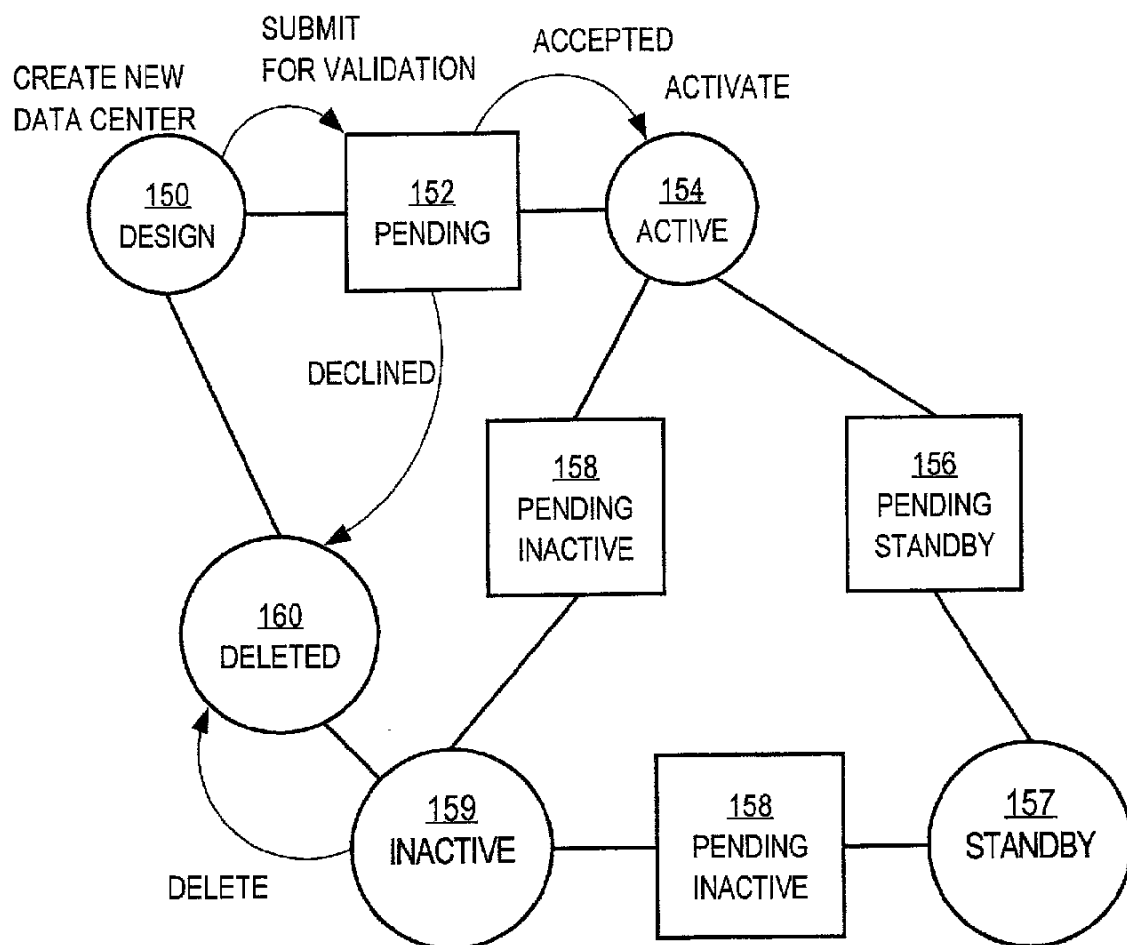 SUBMIT
FOR VALIDATION
ACCEPTED
CREATE NEW
DATA CENTER
ACTIVATE
150
DESIGN
152
PENDING
154
ACTIVE
DECLINED
158
PENDING
INACTIVE
156
PENDING
STANDBY
160
DELETED
159
INACTIVE
158
PENDING
INACTIVE
157
STANDBY
DELETE